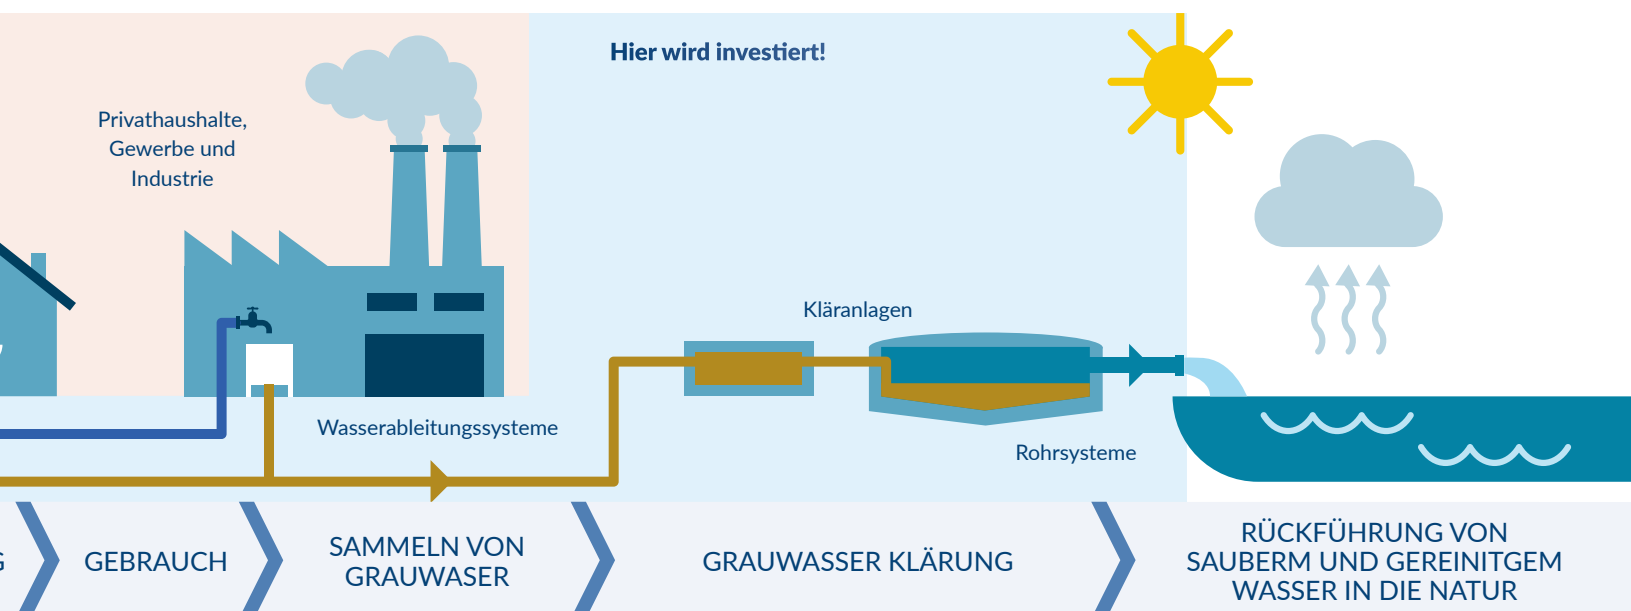 Hier wird investiert!
Privathaushalte,
Gewerbe und
Industrie
Kläranlagen
Wasserableitungssysteme
Rohrsysteme
G
GEBRAUCH
SAMMELN VON
GRAUWASER
GRAUWASSER KLÄRUNG
RÜCKFÜHRUNG VON
SAUBERM UND GEREINITGEM
WASSER IN DIE NATUR